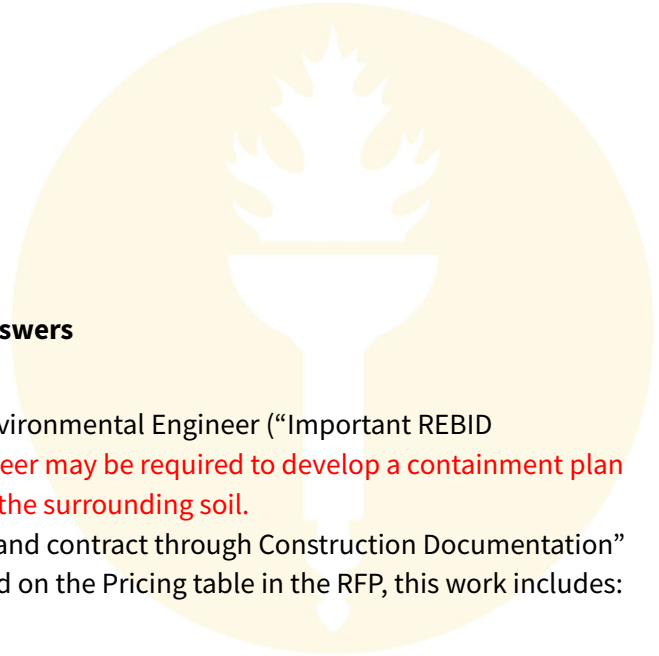 swers
vironmental Engineer (“Important REBID
eer may be required to develop a containment plan
the surrounding soil.
and contract through Construction Documentation”
d on the Pricing table in the RFP, this work includes: